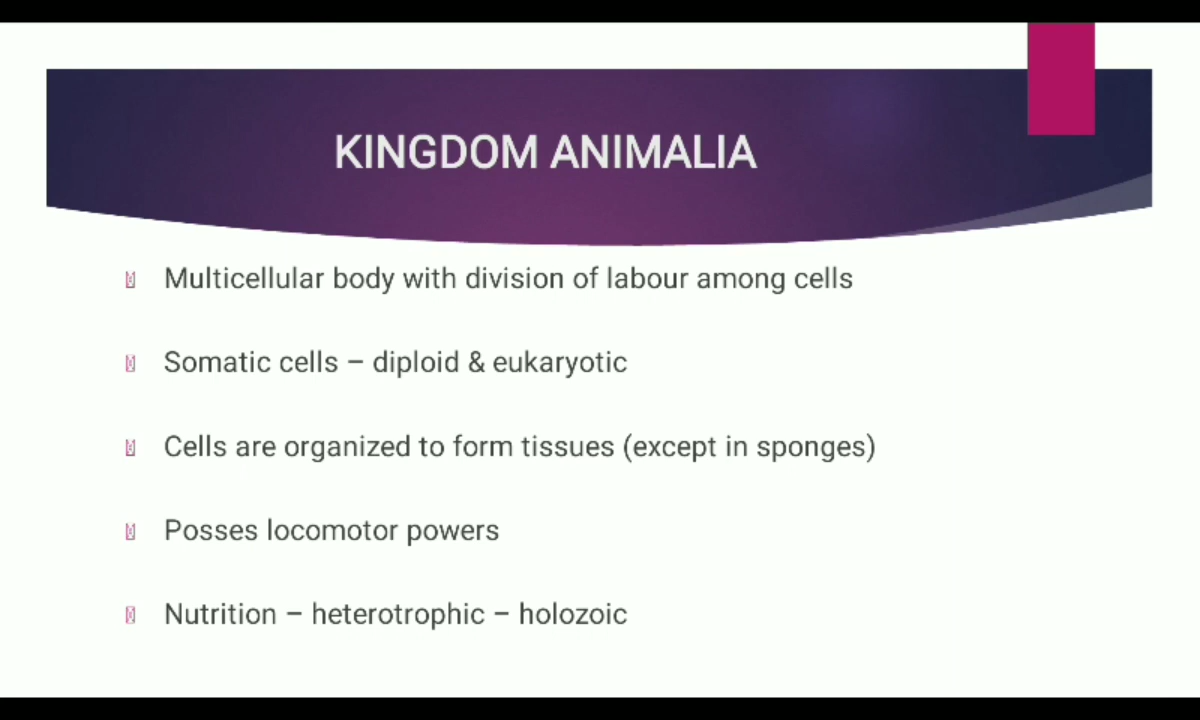 KINGDOM ANIMALIA
Multicellular body with division of labour among cells
Somatic cells – diploid & eukaryotic
Cells are organized to form tissues (except in sponges)
Posses locomotor powers
Nutrition – heterotrophic – holozoic